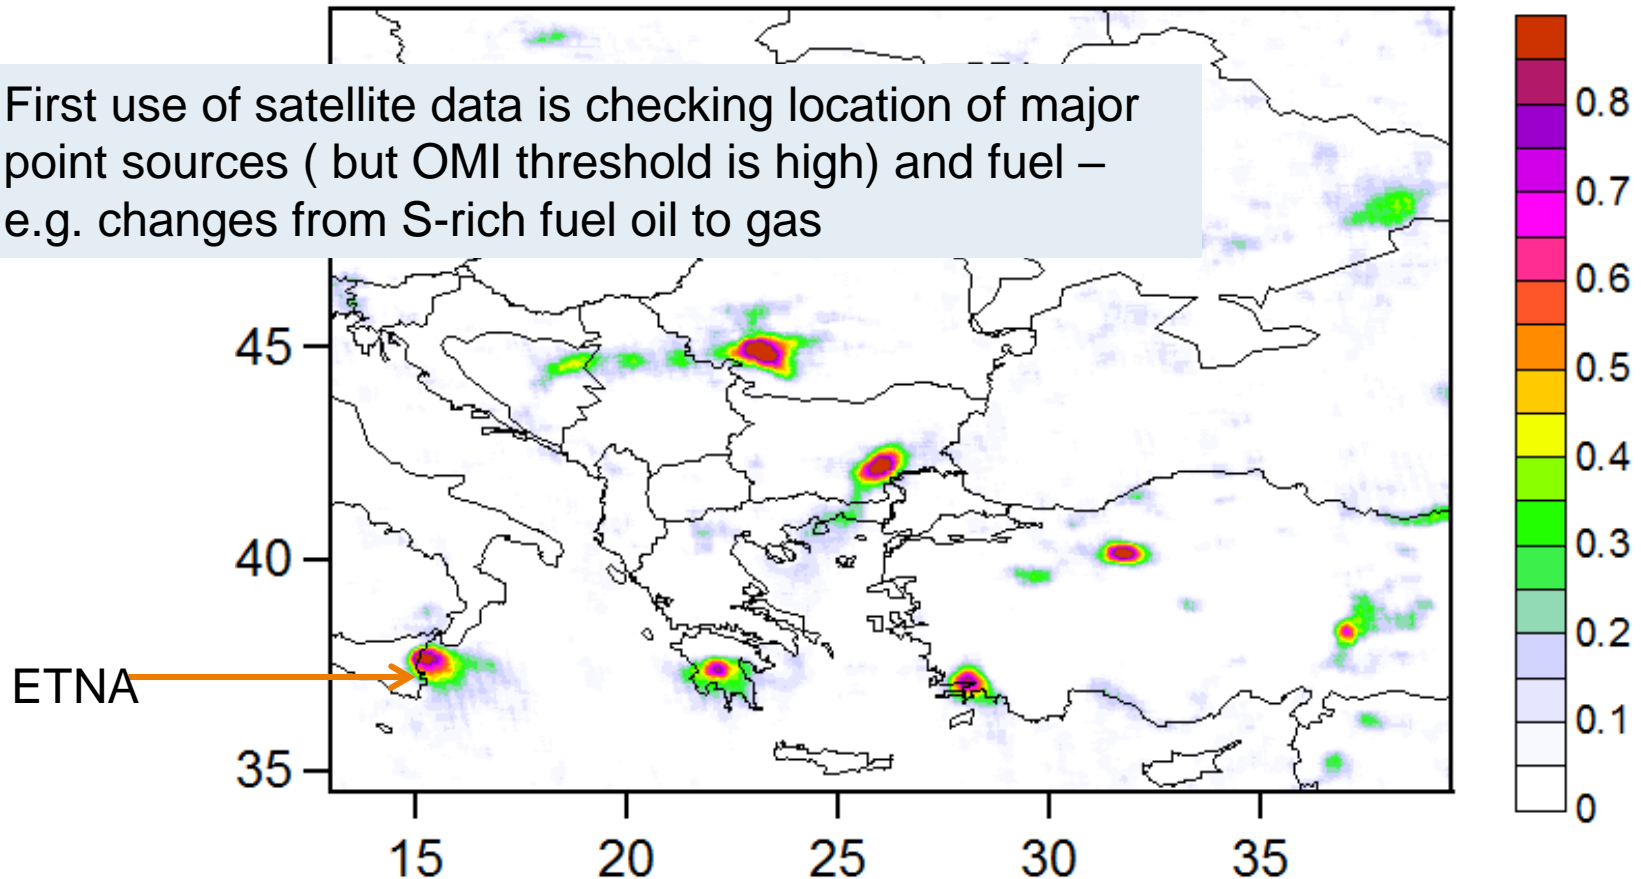 First use of satellite data is checking location of major
point sources ( but OMI threshold is high) and fuel –
e.g. changes from S-rich fuel oil to gas
0.8
0.7
0.6
0.5
0.4
0.3
0.2
0.1
0
45
40
35
ETNA
15 20 25 30 35